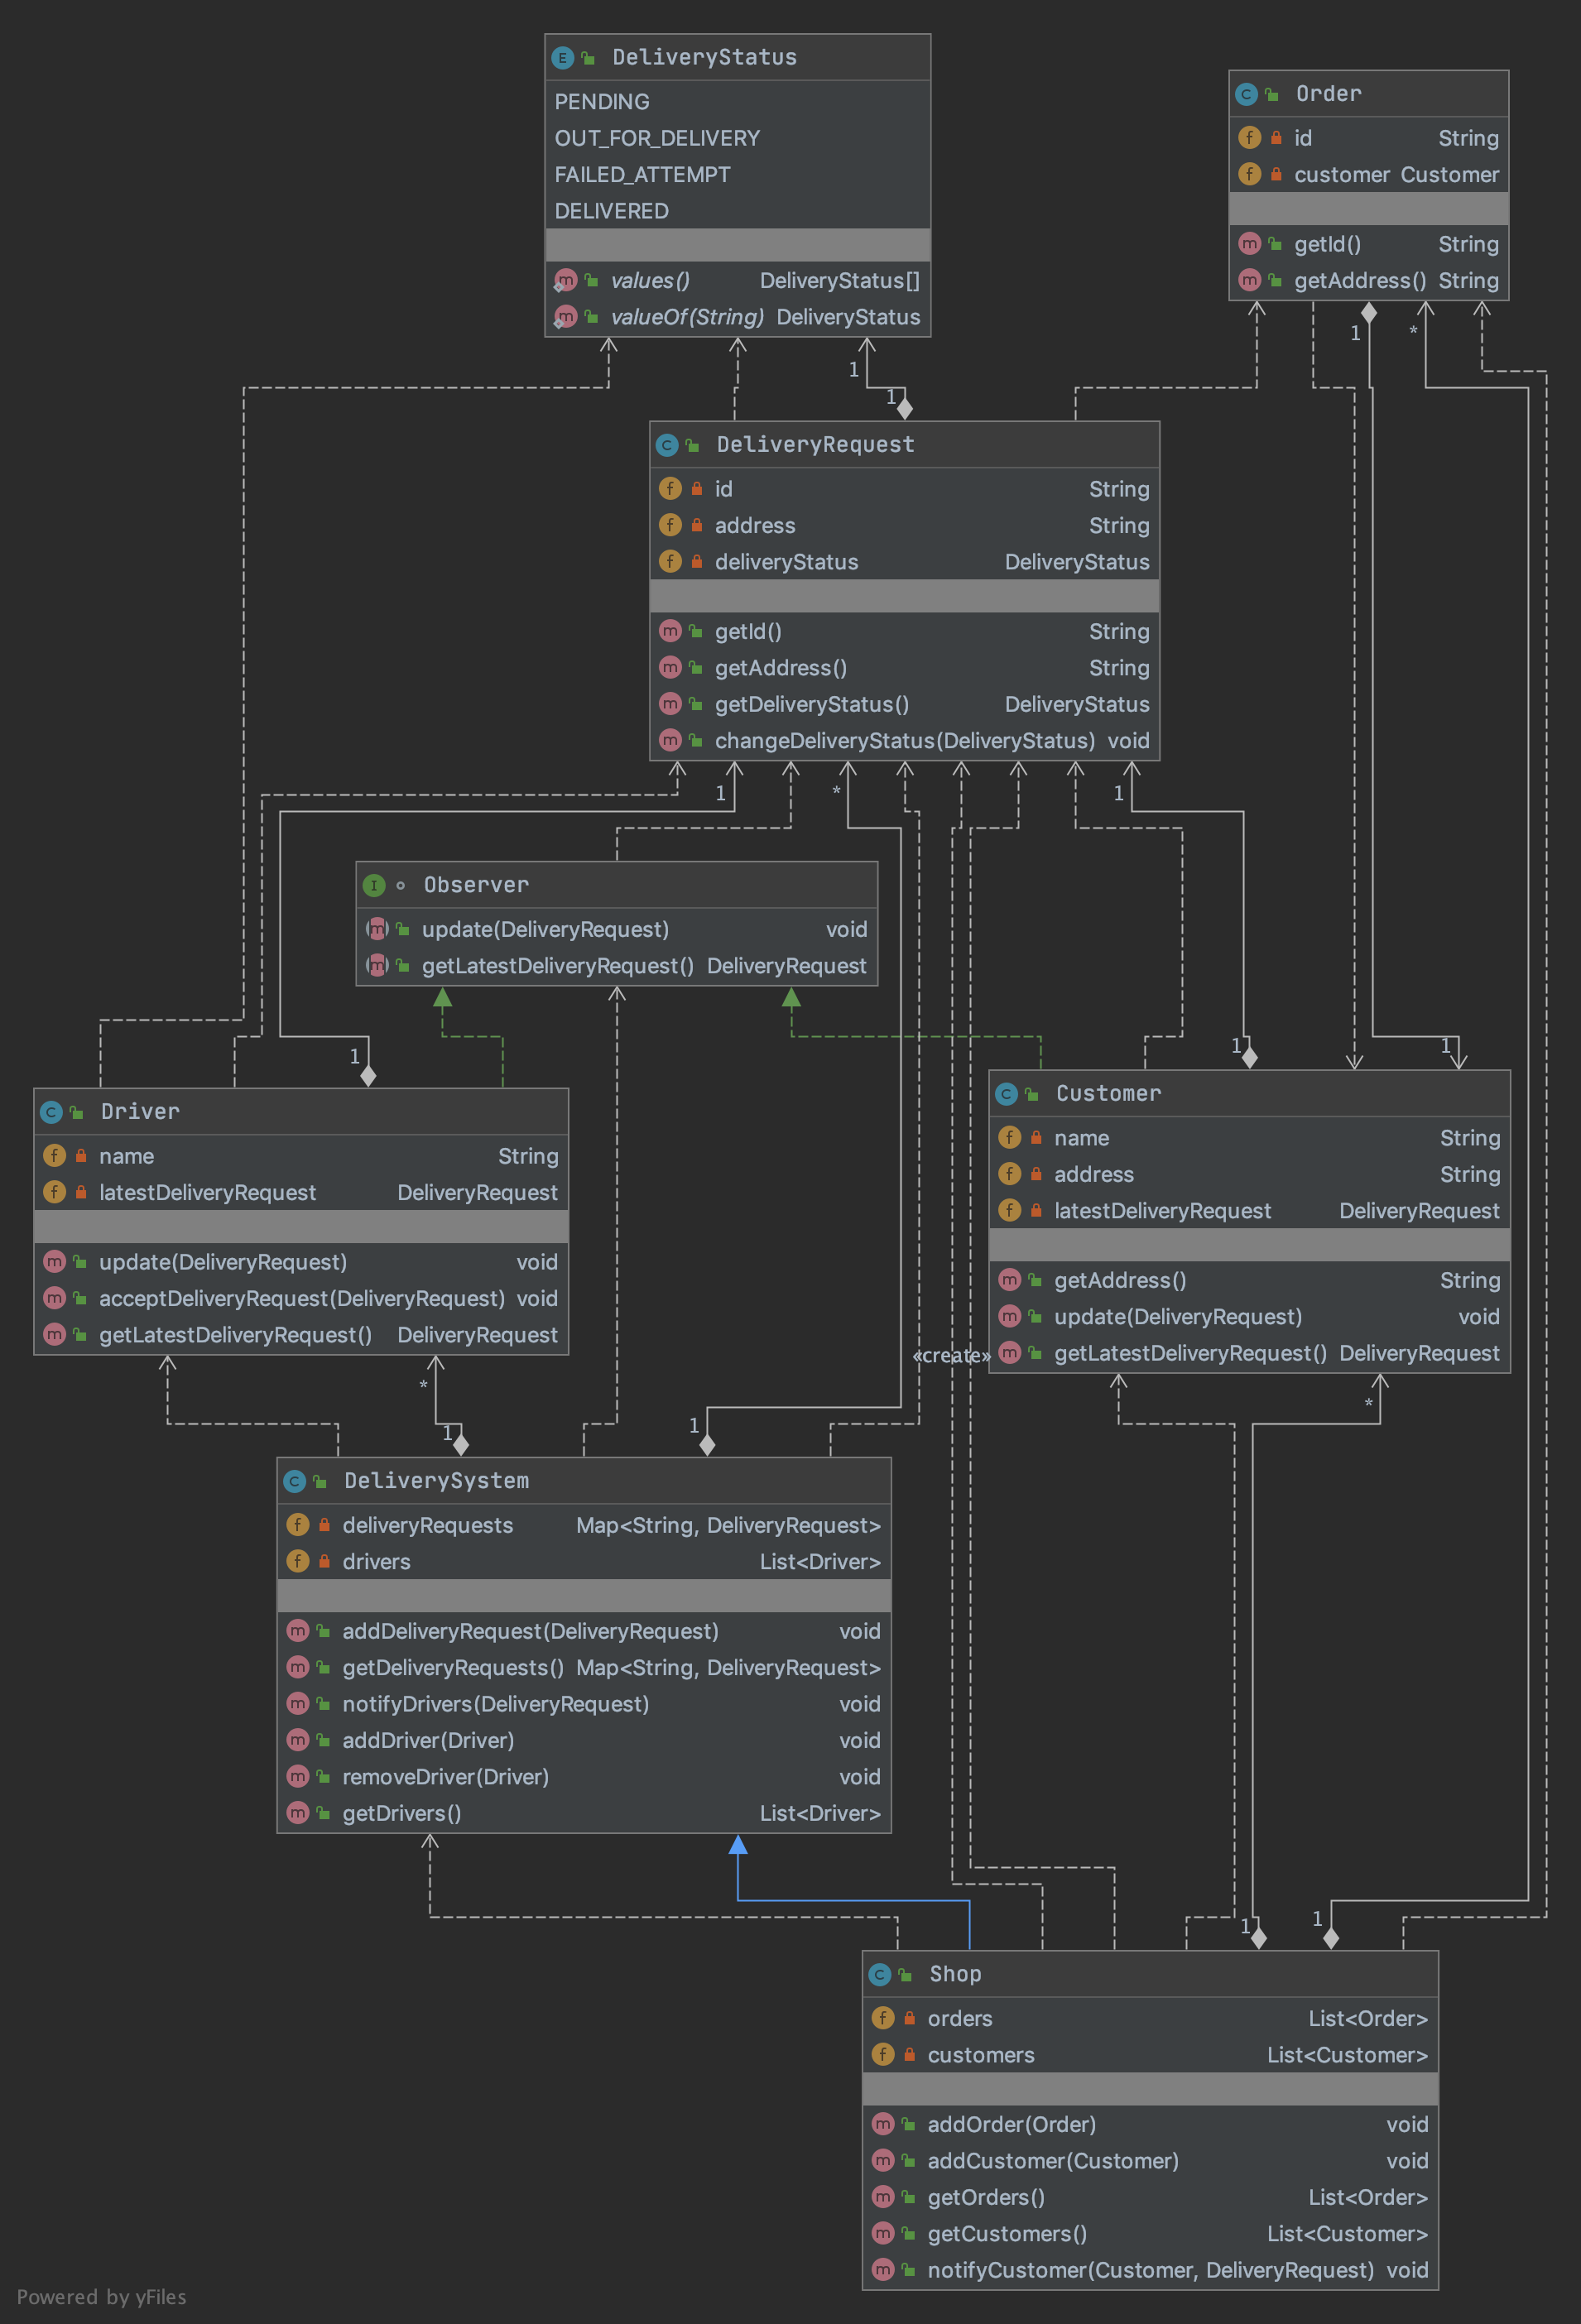 DeliveryStatus
PENDING
OUT_FOR_DELIVERY
FAILED_ATTEMPT
DELIVERED
values() DeliveryStatus[]
valueOf(String) DeliveryStatus
Order
id String
customer Customer
getId() String
getAddress() String
1
*
1
1
DeliveryRequest
id String
address String
deliveryStatus DeliveryStatus
getId() String
getAddress() String
getDeliveryStatus() DeliveryStatus
changeDeliveryStatus(DeliveryStatus) void
1
*
1
Observer
update(DeliveryRequest) void
getLatestDeliveryRequest() DeliveryRequest
1
1
1
Driver
name String
latestDeliveryRequest DeliveryRequest
update(DeliveryRequest) void
acceptDeliveryRequest(DeliveryRequest) void
getLatestDeliveryRequest() DeliveryRequest
Customer
name String
address String
latestDeliveryRequest DeliveryRequest
getAddress() String
update(DeliveryRequest) void
getLatestDeliveryRequest() DeliveryRequest
«create»
*
*
1
1
DeliverySystem
deliveryRequests Map<String, DeliveryRequest>
drivers List<Driver>
addDeliveryRequest(DeliveryRequest) void
getDeliveryRequests() Map<String, DeliveryRequest>
notifyDrivers(DeliveryRequest) void
addDriver(Driver) void
removeDriver(Driver) void
getDrivers() List<Driver>
1
1
Shop
orders List<Order>
customers List<Customer>
addOrder(Order) void
addCustomer(Customer) void
getOrders() List<Order>
getCustomers() List<Customer>
notifyCustomer(Customer, DeliveryRequest) void
Powered by yFiles